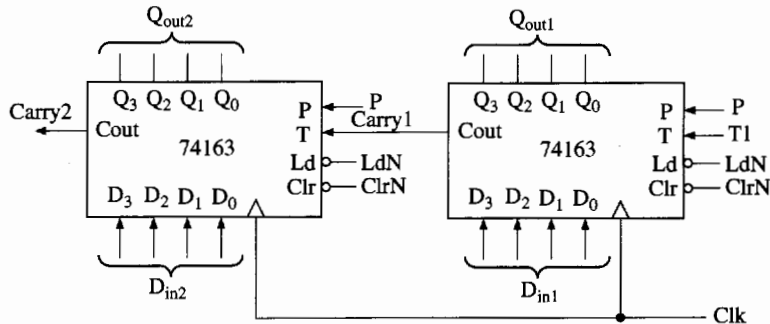 Qout2 Qout1
Q3 Q2 Q1 Q0 Q3 Q2 Q1 Q0
Carry2 P P Carry1 P P
Cout T Cout T T1
74163 74163
Ld LdN Ld LdN
Clr ClrN Clr ClrN
D3 D2 D1 D0 D3 D2 D1 D0
Din2 Din1
Clk